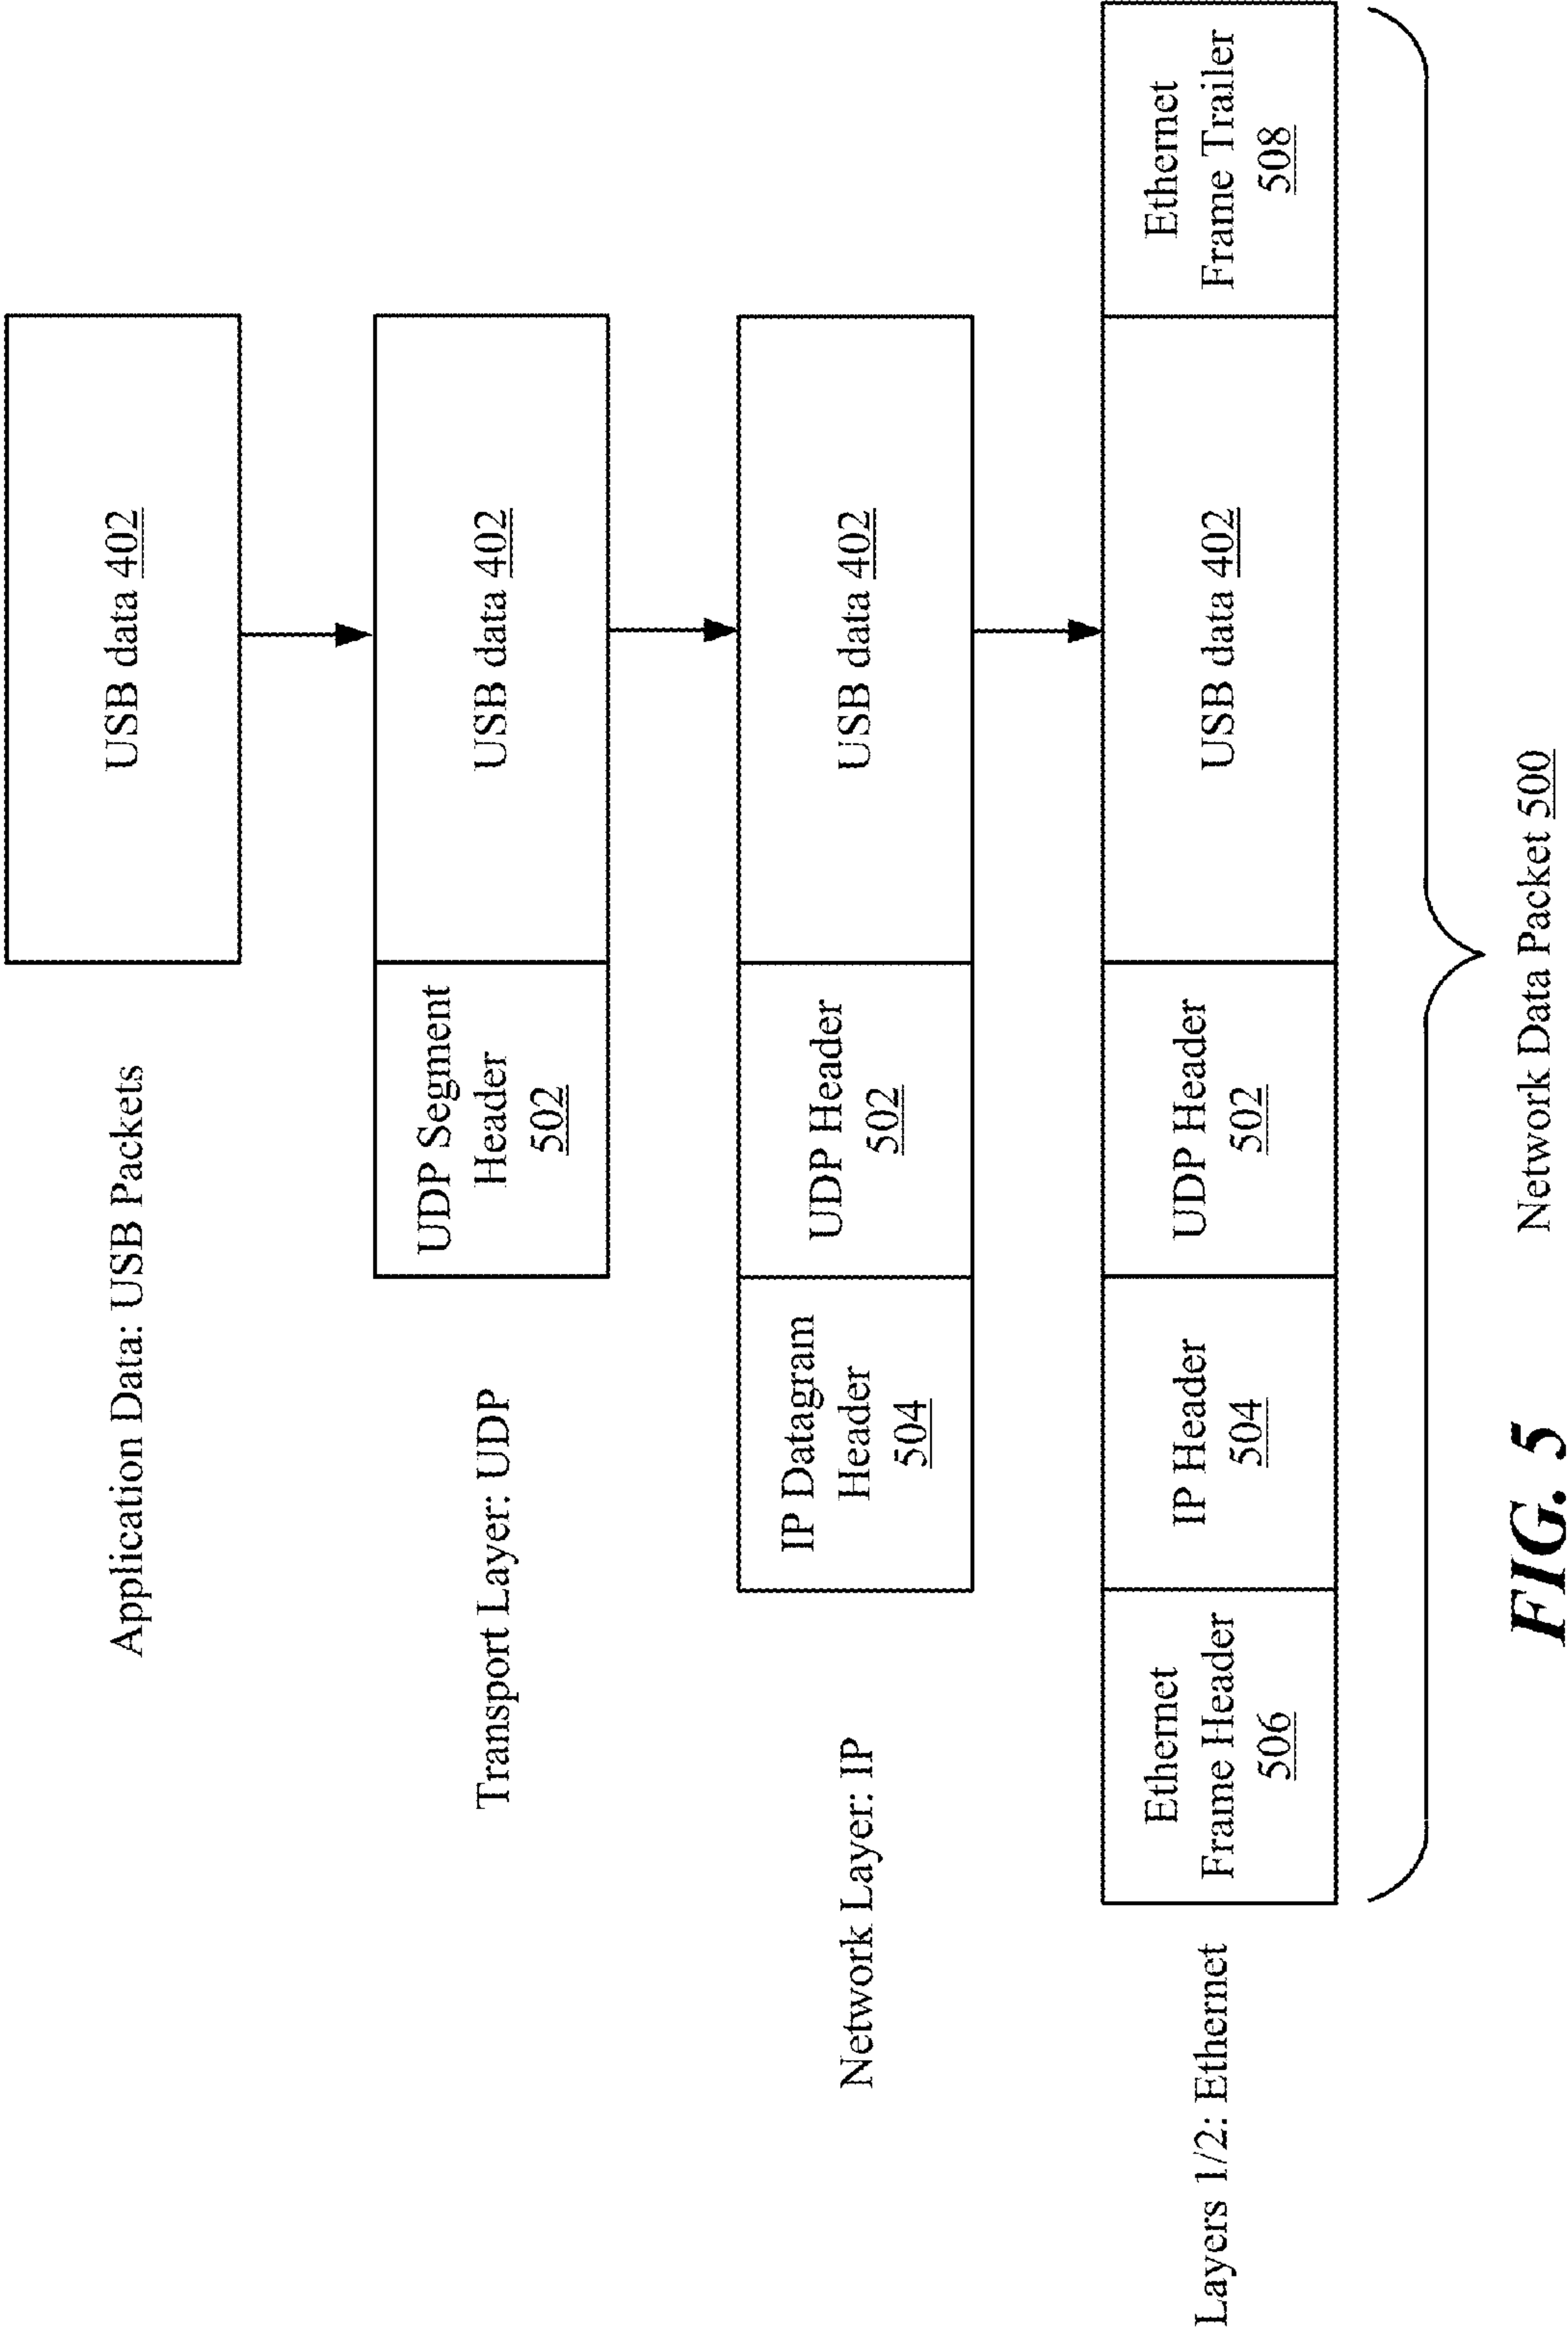 Application Data: USB Packets
USB data 402
Transport Layer: UDP
UDP Segment
Header
502
USB data 402
Network Layer: IP
IP Datagram
Header
504
UDP Header
502
USB data 402
Layers 1/2: Ethernet
Ethernet
Frame Header
506
IP Header
504
UDP Header
502
USB data 402
Ethernet
Frame Trailer
508
Network Data Packet 500
FIG. 5